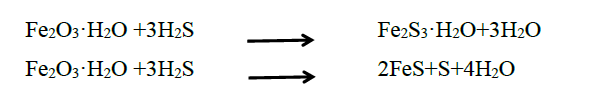 Fe₂O₃·H₂O +3H₂S ⟶ Fe₂S₃·H₂O+3H₂O
Fe₂O₃·H₂O +3H₂S ⟶ 2FeS+S+4H₂O